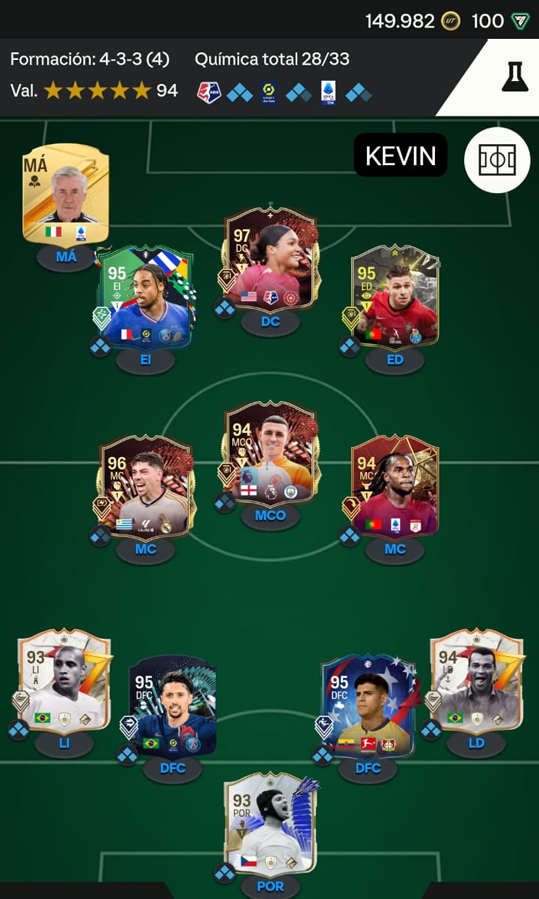 149.982 100
Formación: 4-3-3 (4) Química total 28/33
Val. 94
KEVIN
MÁ
MÁ
97
DC
DC
95
EI
EI
95
ED
ED
94
MCO
MCO
96
MC
MC
94
MC
MC
93
LI
LI
95
DFC
DFC
95
DFC
DFC
94
LD
LD
93
POR
POR